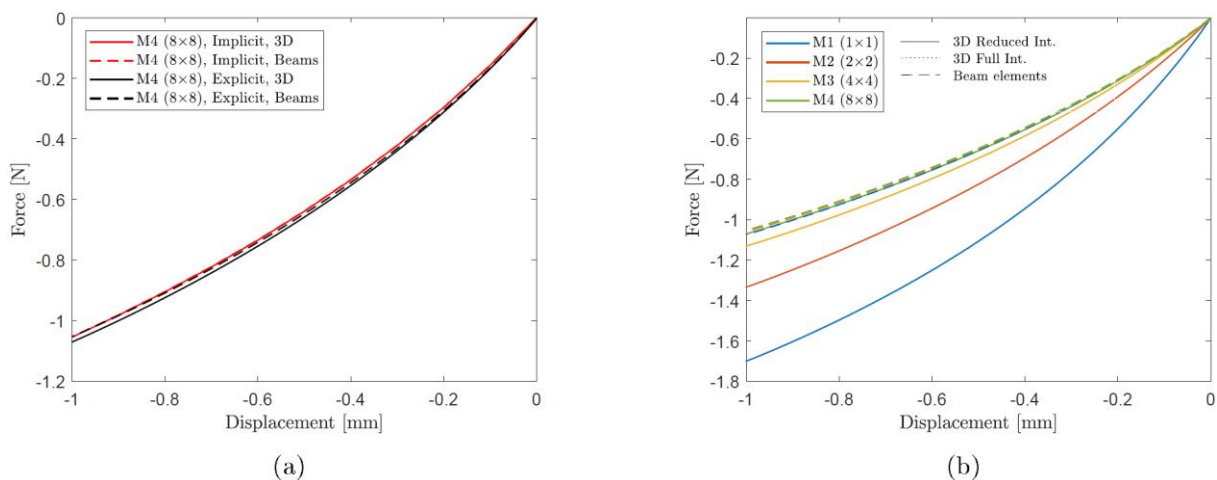 0
-0.2
-0.4
-0.6
-0.8
-1
-1.2
-1 -0.8 -0.6 -0.4 -0.2 0
Force [N]
Displacement [mm]
M4 (8×8), Implicit, 3D
M4 (8×8), Implicit, Beams
M4 (8×8), Explicit, 3D
M4 (8×8), Explicit, Beams
(a)
-0.2
-0.4
-0.6
-0.8
-1
-1.2
-1.4
-1.6
-1.8
-1 -0.8 -0.6 -0.4 -0.2 0
Force [N]
Displacement [mm]
M1 (1×1)
M2 (2×2)
M3 (4×4)
M4 (8×8)
3D Reduced Int.
3D Full Int.
Beam elements
(b)